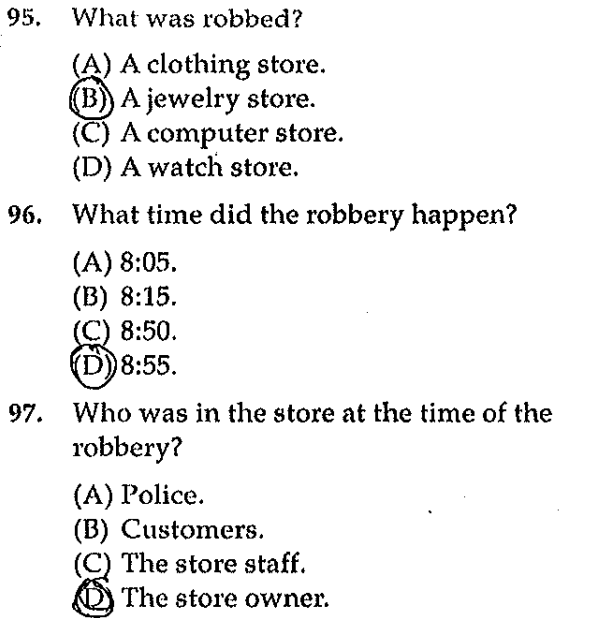 95. What was robbed?
(A) A clothing store.
(B) A jewelry store.
(C) A computer store.
(D) A watch store.
96. What time did the robbery happen?
(A) 8:05.
(B) 8:15.
(C) 8:50.
(D) 8:55.
97. Who was in the store at the time of the
robbery?
(A) Police.
(B) Customers.
(C) The store staff.
(D) The store owner.